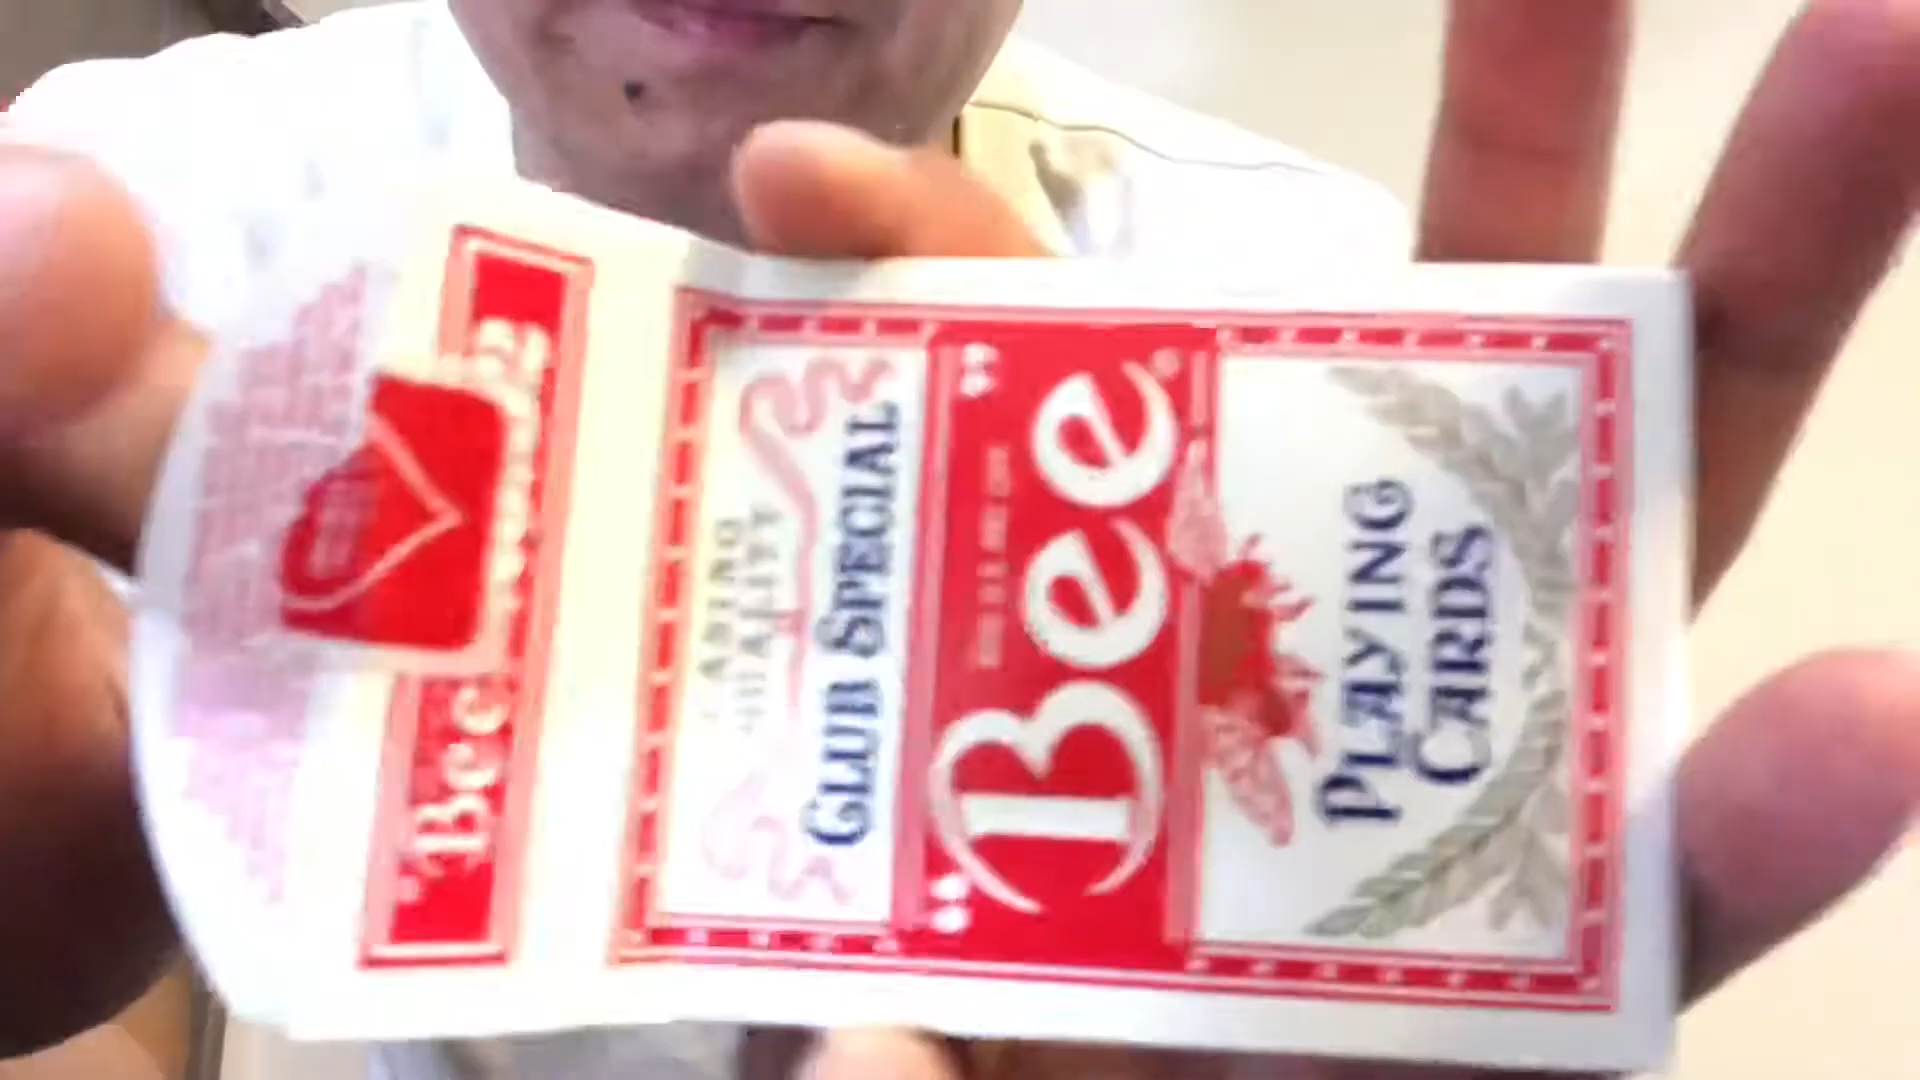 "Bee
CASINO
QUALITY
CLUB SPECIAL
"Bee®"
PLAYING
CARDS